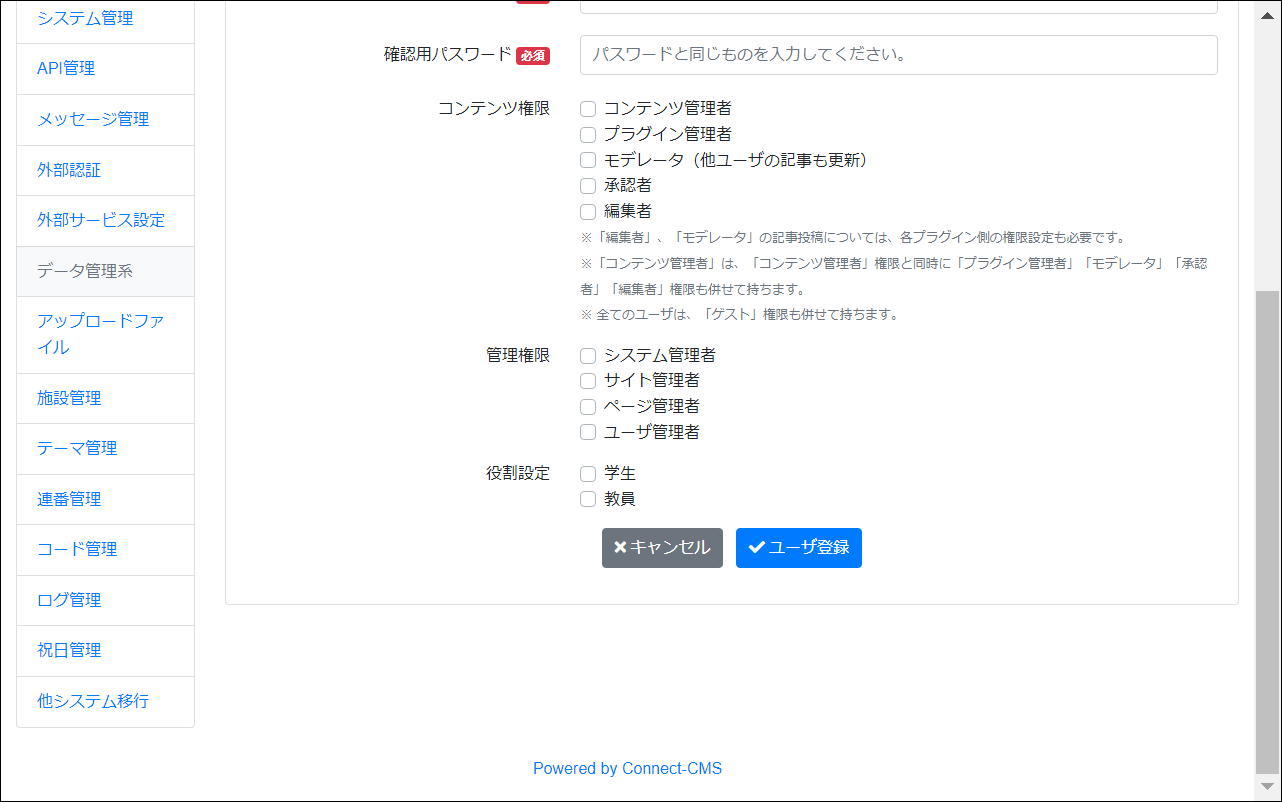 システム管理
API管理
メッセージ管理
外部認証
外部サービス設定
データ管理系
アップロードファ
イル
施設管理
テーマ管理
連番管理
コード管理
ログ管理
祝日管理
他システム移行
確認用パスワード 必須
パスワードと同じものを入力してください。
コンテンツ権限
コンテンツ管理者
プラグイン管理者
モデレータ（他ユーザの記事も更新）
承認者
編集者
※「編集者」、「モデレータ」の記事投稿については、各プラグイン側の権限設定も必要です。
※「コンテンツ管理者」は、「コンテンツ管理者」権限と同時に「プラグイン管理者」「モデレータ」「承認
者」「編集者」権限も併せて持ちます。
※ 全てのユーザは、「ゲスト」権限も併せて持ちます。
管理権限
システム管理者
サイト管理者
ページ管理者
ユーザ管理者
役割設定
学生
教員
キャンセル
ユーザ登録
Powered by Connect-CMS